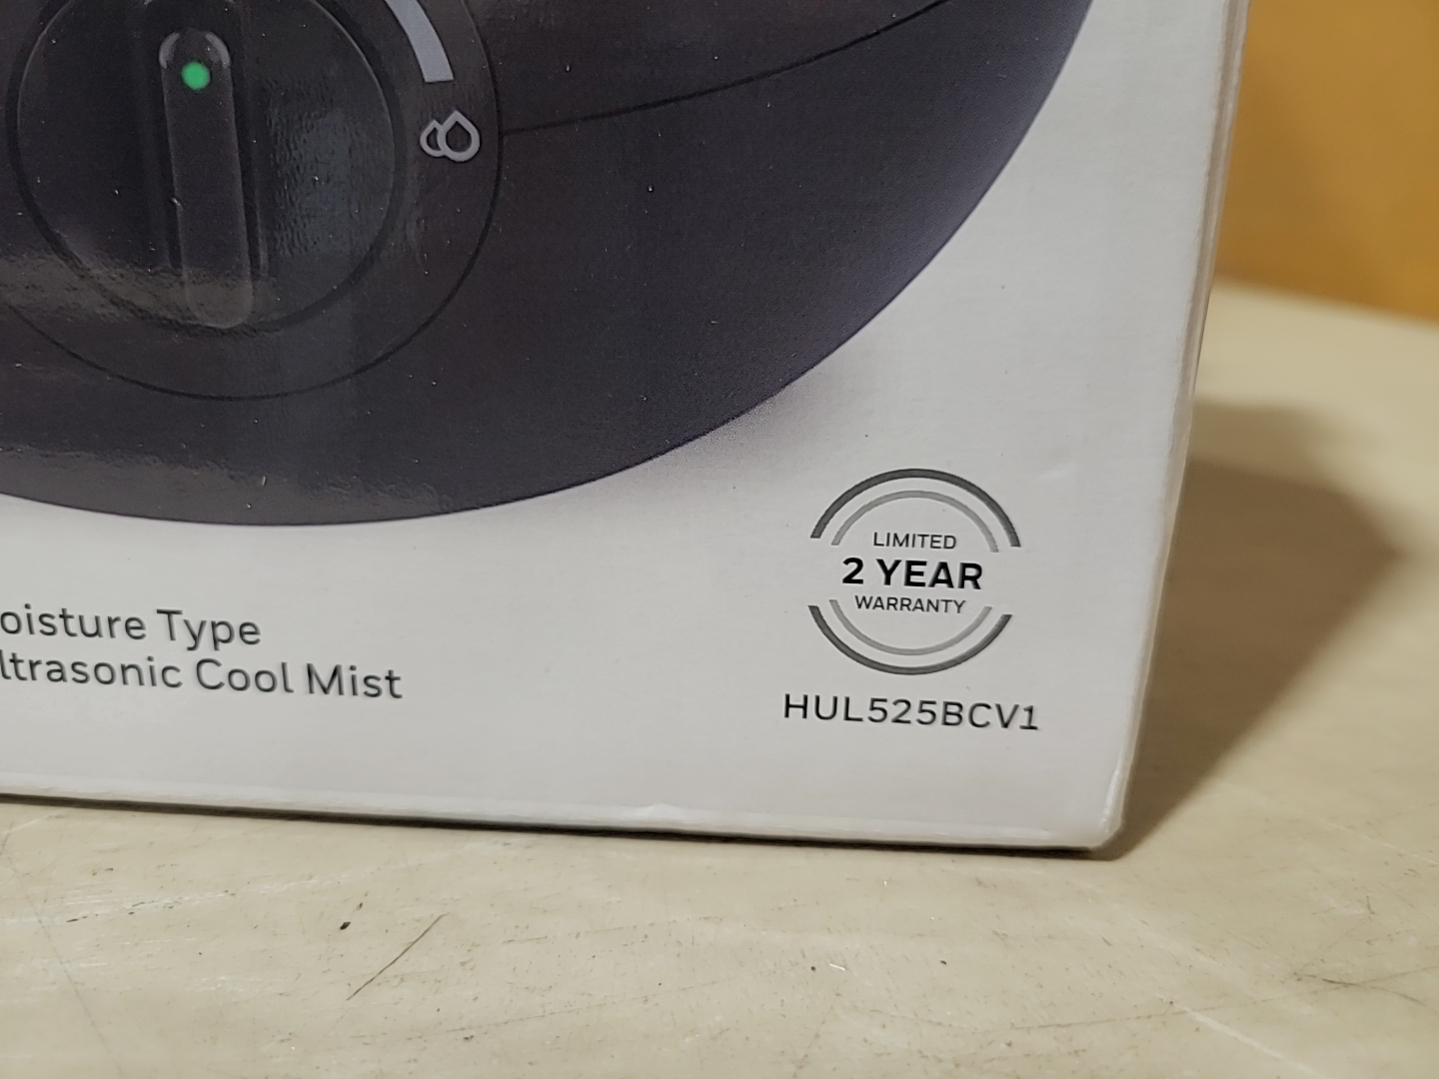 oisture Type
ltrasonic Cool Mist
LIMITED
2 YEAR
WARRANTY
HUL525BCV1